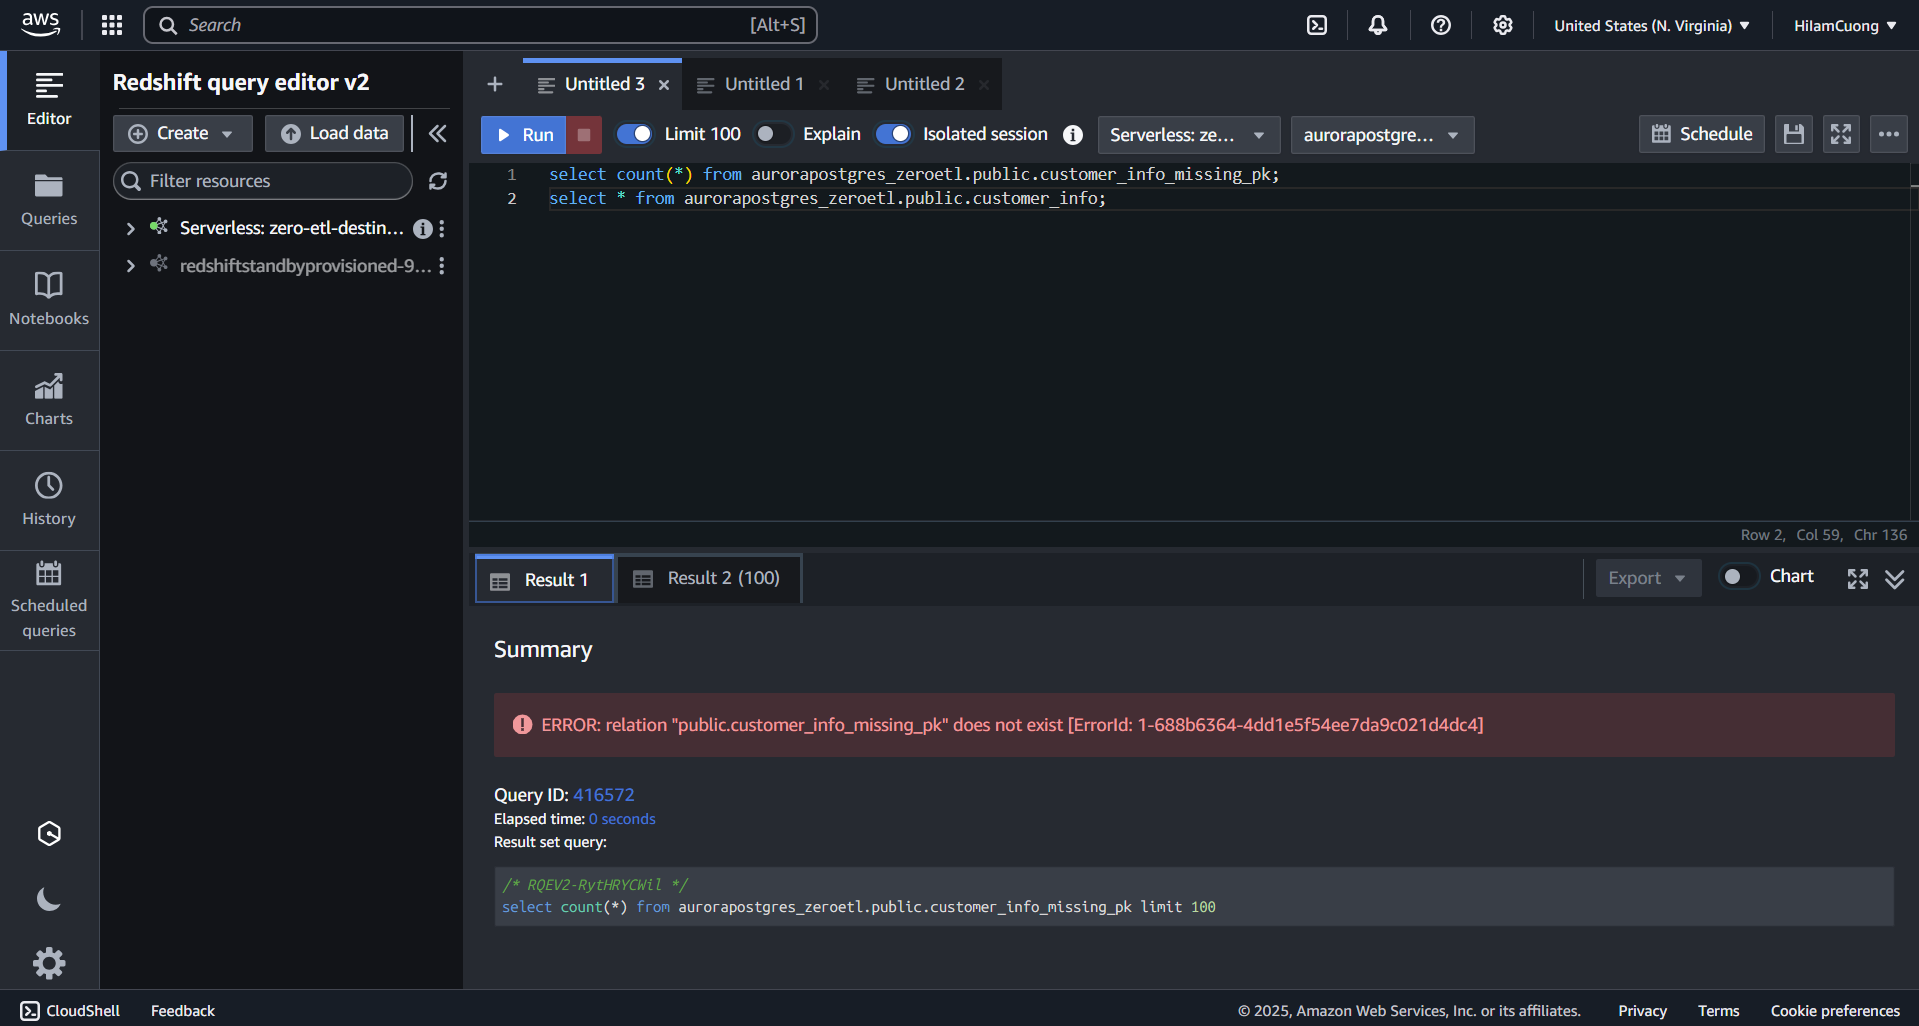 aws
Search
[Alt+S]
United States (N. Virginia)
HilamCuong
Editor
Queries
Notebooks
Charts
History
Scheduled
queries
Redshift query editor v2
Create
Load data
Filter resources
Serverless: zero-etl-destin...
redshiftstandbyprovisioned-9...
Untitled 3
Untitled 1
Untitled 2
Run
Limit 100
Explain
Isolated session
Serverless: ze...
aurorapostgre...
Schedule
1 select count(*) from aurorapostgres_zeroetl.public.customer_info_missing_pk;
2 select * from aurorapostgres_zeroetl.public.customer_info;
Row 2, Col 59, Chr 136
Result 1
Result 2 (100)
Export
Chart
Summary
ERROR: relation "public.customer_info_missing_pk" does not exist [ErrorId: 1-688b6364-4dd1e5f54ee7da9c021d4dc4]
Query ID: 416572
Elapsed time: 0 seconds
Result set query:
/* RQEV2-RytHRYCWil */
select count(*) from aurorapostgres_zeroetl.public.customer_info_missing_pk limit 100
CloudShell
Feedback
© 2025, Amazon Web Services, Inc. or its affiliates.
Privacy
Terms
Cookie preferences